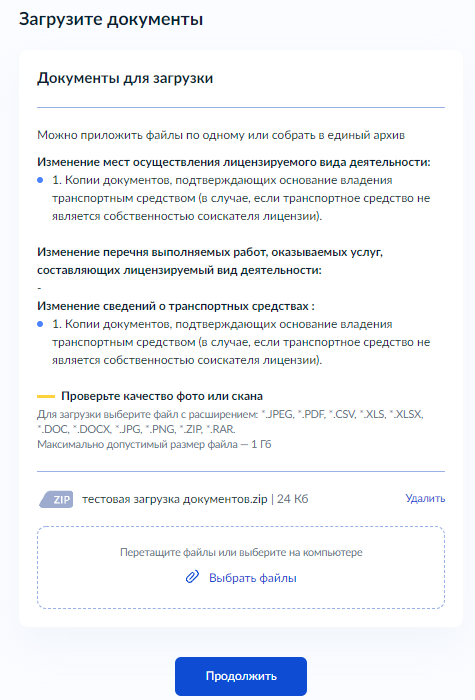 Загрузите документы
Документы для загрузки
Можно приложить файлы по одному или собрать в единый архив
Изменение мест осуществления лицензируемого вида деятельности:
1. Копии документов, подтверждающих основание владения
транспортным средством (в случае, если транспортное средство не
является собственностью соискателя лицензии).
Изменение перечня выполняемых работ, оказываемых услуг,
составляющих лицензируемый вид деятельности:
-
Изменение сведений о транспортных средствах :
1. Копии документов, подтверждающих основание владения
транспортным средством (в случае, если транспортное средство не
является собственностью соискателя лицензии).
Проверьте качество фото или скана
Для загрузки выберите файл с расширением: *.JPEG, *.PDF, *.CSV, *.XLS, *.XLSX,
*.DOC, *.DOCX, *.JPG, *.PNG, *.ZIP, *.RAR.
Максимально допустимый размер файла — 1 Гб
ZIP тестовая загрузка документов.zip | 24 Кб Удалить
Перетащите файлы или выберите на компьютере
Выбрать файлы
Продолжить